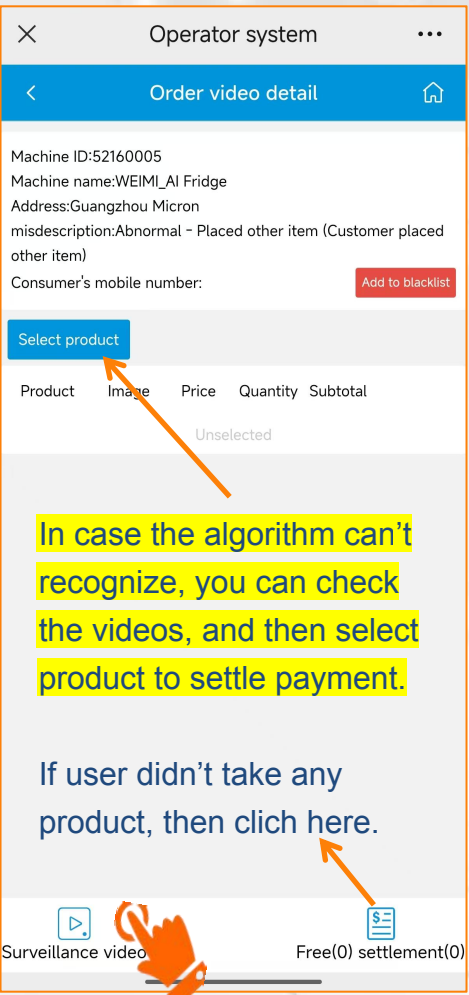 Operator system
Order video detail
Machine ID:52160005
Machine name:WEIMI_AI Fridge
Address:Guangzhou Micron
misdescription:Abnormal - Placed other item (Customer placed
other item)
Consumer's mobile number:
Add to blacklist
Select product
Product Image Price Quantity Subtotal
Unselected
In case the algorithm can't
recognize, you can check
the videos, and then select
product to settle payment.
If user didn't take any
product, then clich here.
Surveillance video
Free(0) settlement(0)